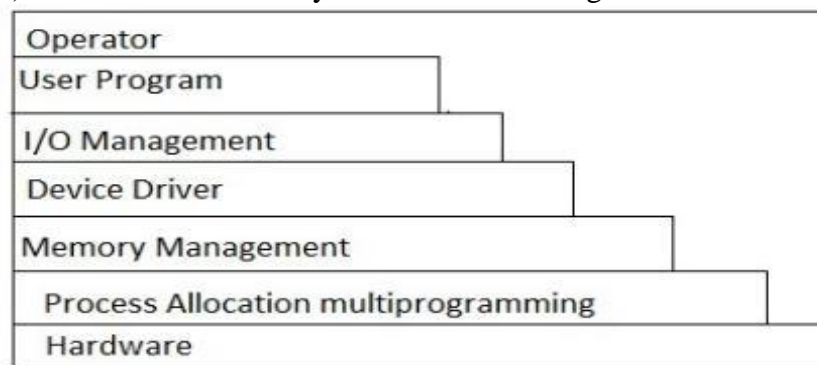 Operator
User Program
I/O Management
Device Driver
Memory Management
Process Allocation multiprogramming
Hardware